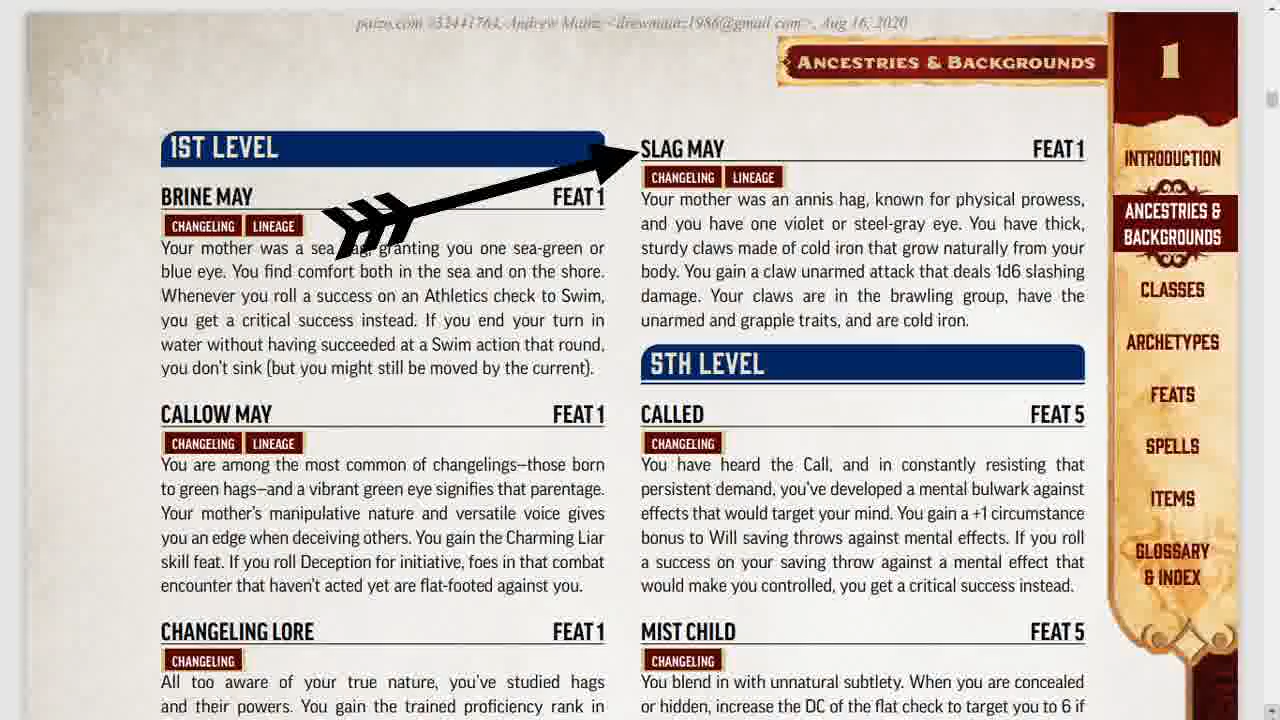 paizo.com #32441764, Andrew Mainz <drewmainz1986@gmail.com>, Aug 16, 2020
ANCESTRIES & BACKGROUNDS
1
1ST LEVEL
BRINE MAY FEAT 1
CHANGELING LINEAGE
Your mother was a sea hag, granting you one sea-green or
blue eye. You find comfort both in the sea and on the shore.
Whenever you roll a success on an Athletics check to Swim,
you get a critical success instead. If you end your turn in
water without having succeeded at a Swim action that round,
you don't sink (but you might still be moved by the current).
CALLOW MAY FEAT 1
CHANGELING LINEAGE
You are among the most common of changelings—those born
to green hags—and a vibrant green eye signifies that parentage.
Your mother's manipulative nature and versatile voice gives
you an edge when deceiving others. You gain the Charming Liar
skill feat. If you roll Deception for initiative, foes in that combat
encounter that haven't acted yet are flat-footed against you.
CHANGELING LORE FEAT 1
CHANGELING
All too aware of your true nature, you've studied hags
and their powers. You gain the trained proficiency rank in
SLAG MAY FEAT 1
CHANGELING LINEAGE
Your mother was an annis hag, known for physical prowess,
and you have one violet or steel-gray eye. You have thick,
sturdy claws made of cold iron that grow naturally from your
body. You gain a claw unarmed attack that deals 1d6 slashing
damage. Your claws are in the brawling group, have the
unarmed and grapple traits, and are cold iron.
5TH LEVEL
CALLED FEAT 5
CHANGELING
You have heard the Call, and in constantly resisting that
persistent demand, you've developed a mental bulwark against
effects that would target your mind. You gain a +1 circumstance
bonus to Will saving throws against mental effects. If you roll
a success on your saving throw against a mental effect that
would make you controlled, you get a critical success instead.
MIST CHILD FEAT 5
CHANGELING
You blend in with unnatural subtlety. When you are concealed
or hidden, increase the DC of the flat check to target you to 6 if
INTRODUCTION
ANCESTRIES &
BACKGROUNDS
CLASSES
ARCHETYPES
FEATS
SPELLS
ITEMS
GLOSSARY
& INDEX